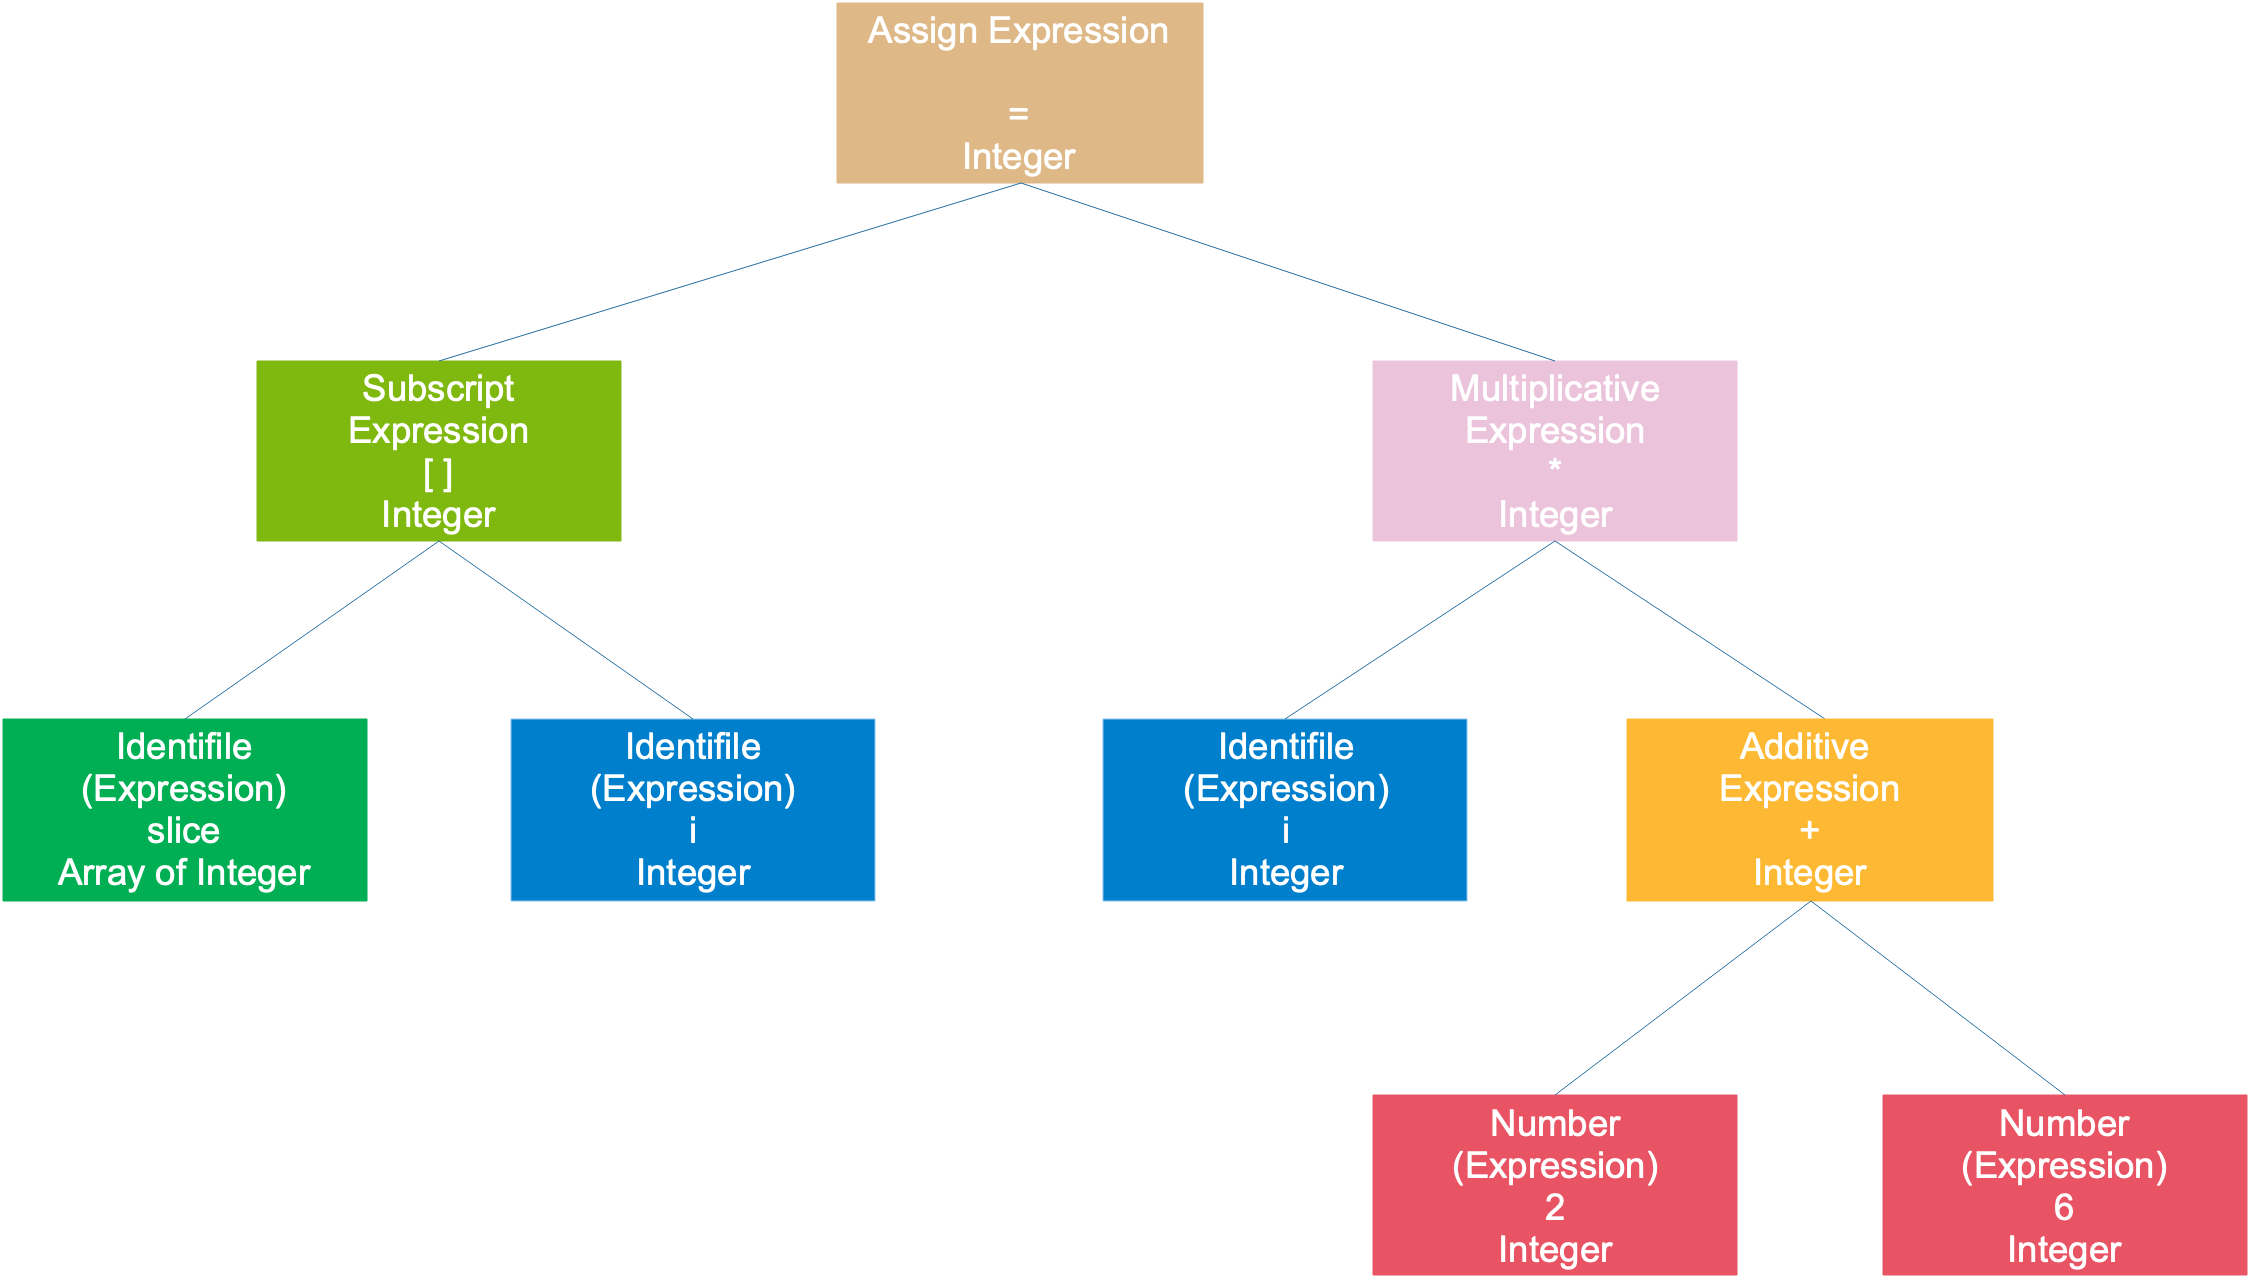 Assign Expression
=
Integer
Subscript
Expression
[ ]
Integer
Multiplicative
Expression
*
Integer
Identifile
(Expression)
slice
Array of Integer
Identifile
(Expression)
i
Integer
Identifile
(Expression)
i
Integer
Additive
Expression
+
Integer
Number
(Expression)
2
Integer
Number
(Expression)
6
Integer